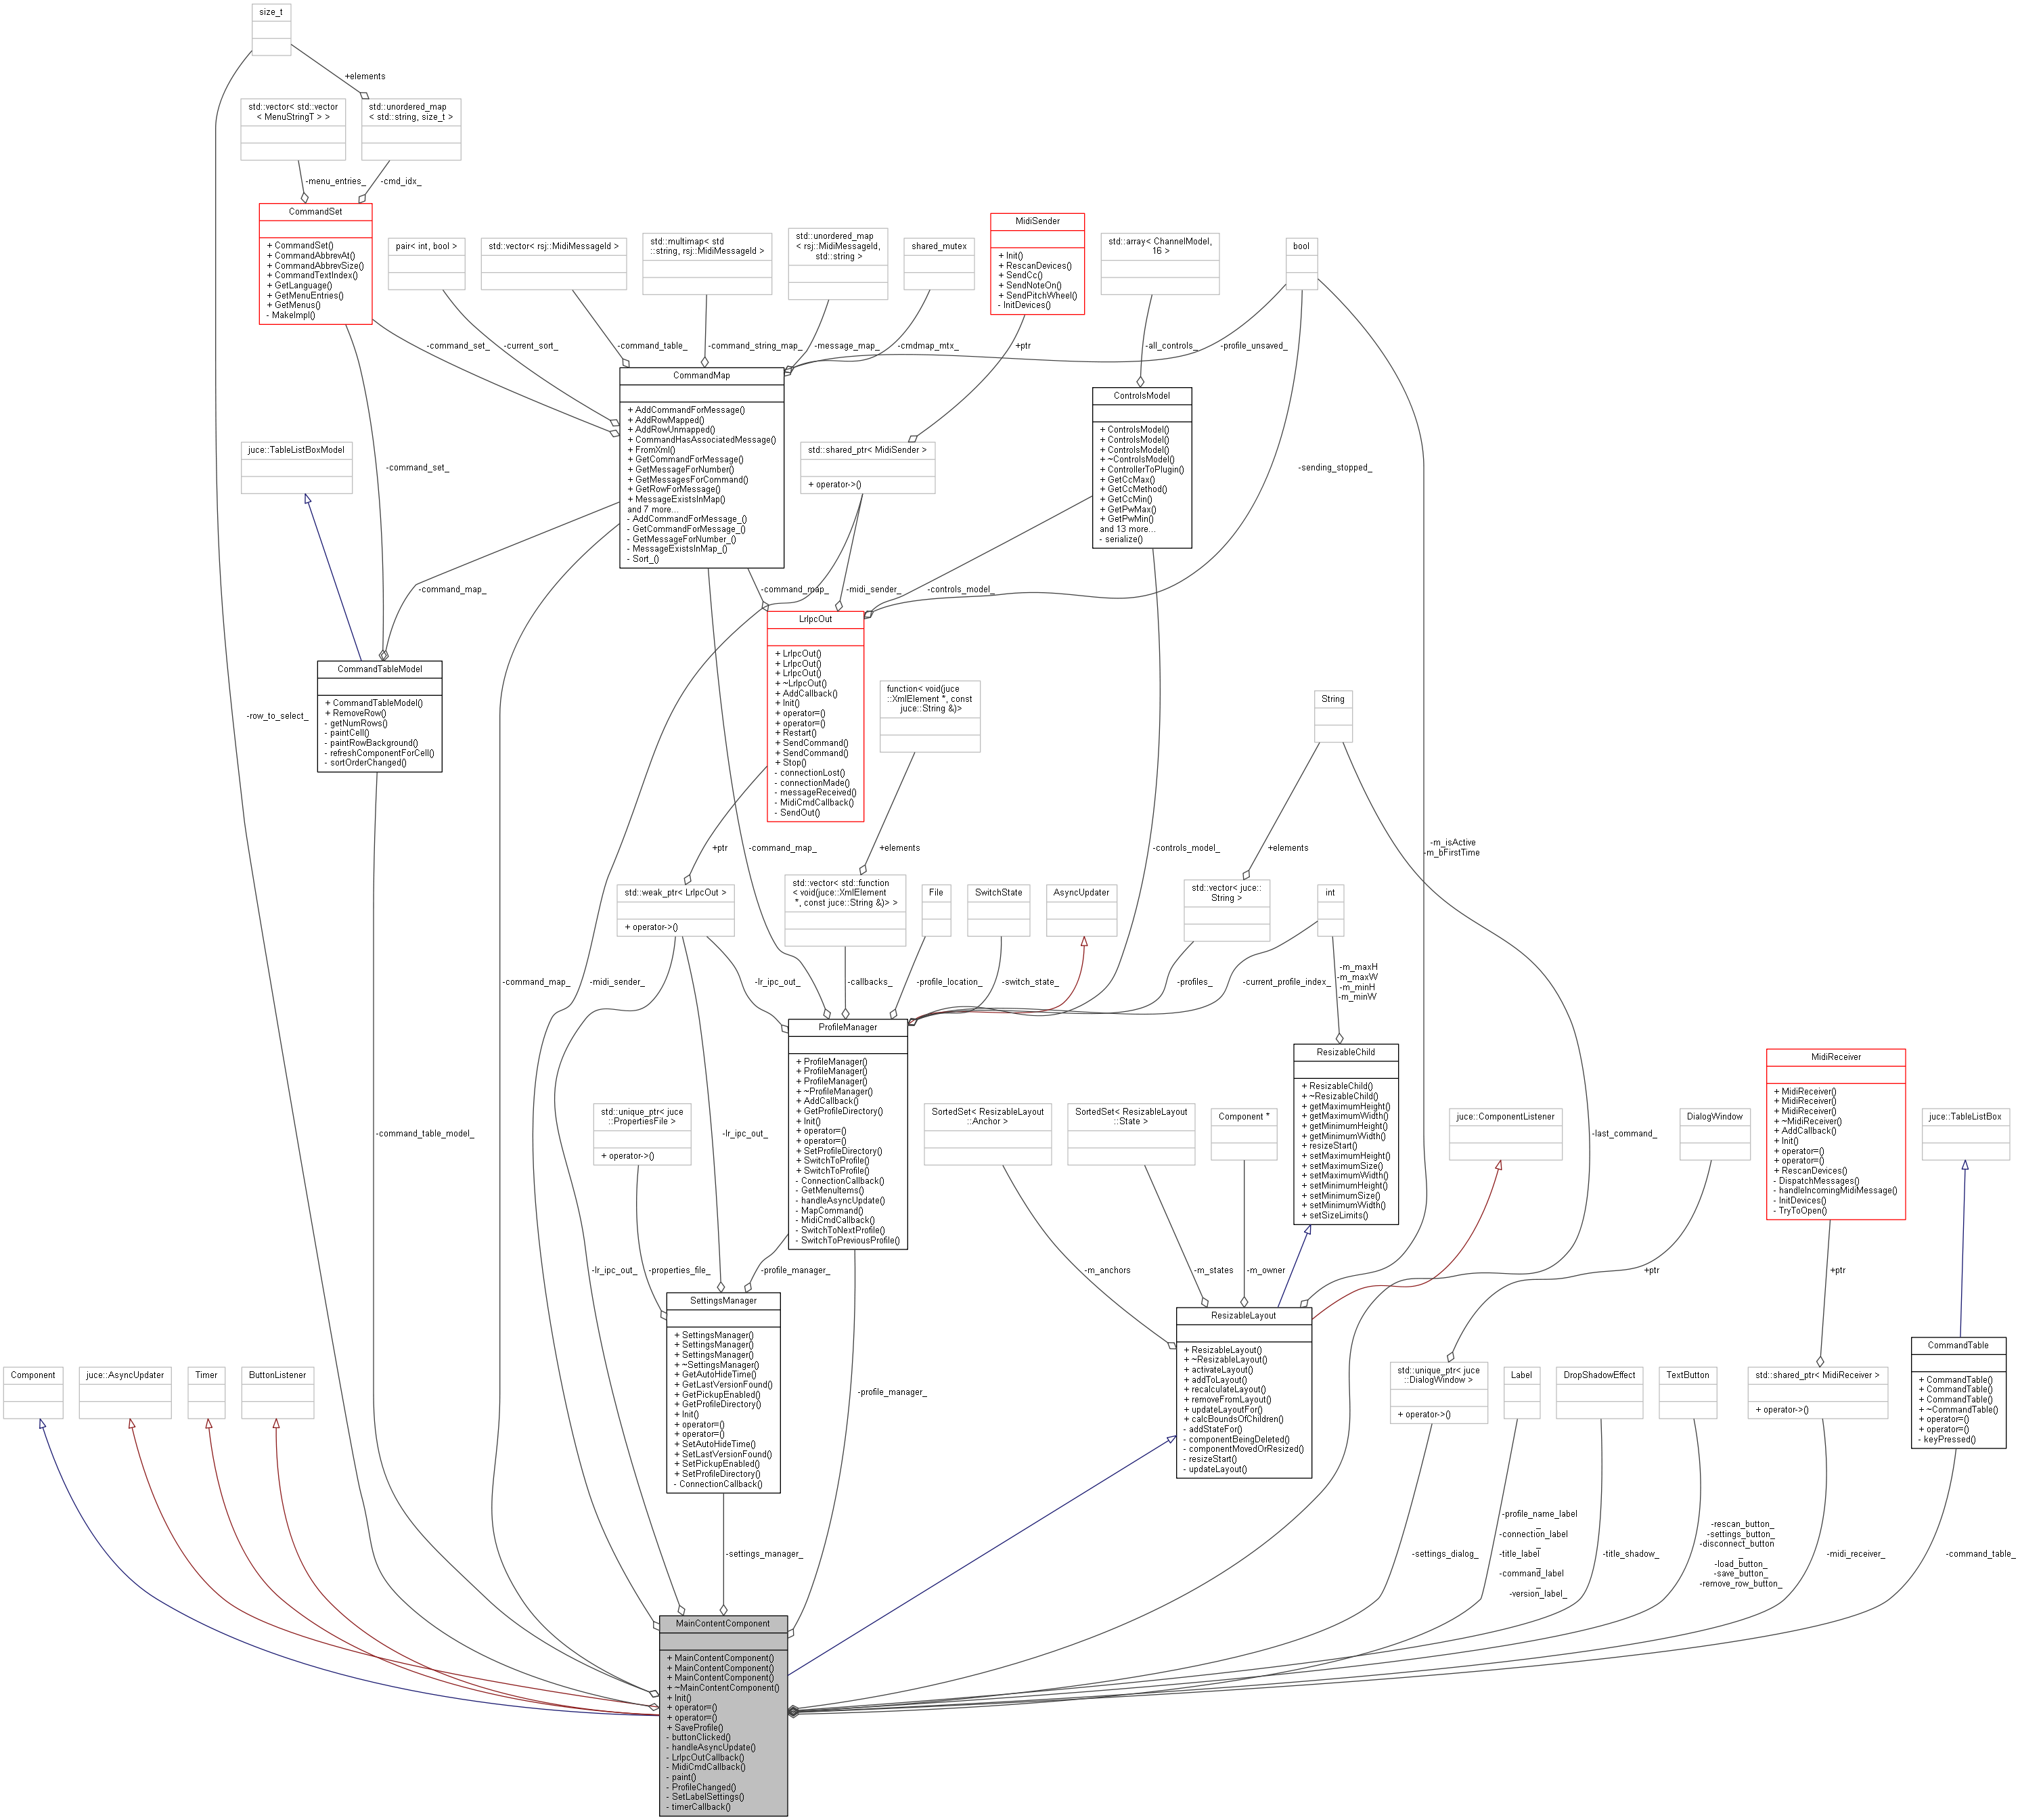 size_t
+elements
std::vector< std::vector
< MenuStringT > >
std::unordered_map
< std::string, size_t >
-menu_entries_
-cmd_idx_
CommandSet
+ CommandSet()
+ CommandAbbrevAt()
+ CommandAbbrevSize()
+ CommandTextIndex()
+ GetLanguage()
+ GetMenuEntries()
+ GetMenus()
- MakeImpl()
pair< int, bool >
std::vector< rsj::MidiMessageId >
std::multimap< std
::string, rsj::MidiMessageId >
std::unordered_map
< rsj::MidiMessageId,
std::string >
shared_mutex
MidiSender
+ Init()
+ RescanDevices()
+ SendCc()
+ SendNoteOn()
+ SendPitchWheel()
- InitDevices()
std::array< ChannelModel,
16 >
bool
-command_set_
-current_sort_
-command_table_
-command_string_map_
-message_map_
-cmdmap_mtx_
+ptr
-all_controls_
-profile_unsaved_
CommandMap
+ AddCommandForMessage()
+ AddRowMapped()
+ AddRowUnmapped()
+ CommandHasAssociatedMessage()
+ FromXml()
+ GetCommandForMessage()
+ GetMessageForNumber()
+ GetMessagesForCommand()
+ GetRowForMessage()
+ MessageExistsInMap()
and 7 more...
- AddCommandForMessage_()
- GetCommandForMessage_()
- GetMessageForNumber_()
- MessageExistsInMap_()
- Sort_()
ControlsModel
+ ControlsModel()
+ ControlsModel()
+ ControlsModel()
+ ~ControlsModel()
+ ControllerToPlugin()
+ GetCcMax()
+ GetCcMethod()
+ GetCcMin()
+ GetPwMax()
+ GetPwMin()
and 13 more...
- serialize()
juce::TableListBoxModel
-command_set_
std::shared_ptr< MidiSender >
+ operator->()
-sending_stopped_
-command_map_
-command_map_
-midi_sender_
-controls_model_
LrIpcOut
+ LrIpcOut()
+ LrIpcOut()
+ LrIpcOut()
+ ~LrIpcOut()
+ AddCallback()
+ Init()
+ operator=()
+ operator=()
+ Restart()
+ SendCommand()
+ SendCommand()
+ Stop()
- connectionLost()
- connectionMade()
- messageReceived()
- MidiCmdCallback()
- SendOut()
CommandTableModel
+ CommandTableModel()
+ RemoveRow()
- getNumRows()
- paintCell()
- paintRowBackground()
- refreshComponentForCell()
- sortOrderChanged()
-row_to_select_
function< void(juce
::XmlElement *, const
juce::String &)>
String
+ptr
-command_map_
+elements
-controls_model_
+elements
-m_isActive
-m_bFirstTime
std::weak_ptr< LrIpcOut >
+ operator->()
std::vector< std::function
< void(juce::XmlElement
*, const juce::String &)> >
File
SwitchState
AsyncUpdater
std::vector< juce::
String >
int
-command_map_
-midi_sender_
-lr_ipc_out_
-callbacks_
-profile_location_
-switch_state_
-profiles_
-current_profile_index_
-m_maxH
-m_maxW
-m_minH
-m_minW
ProfileManager
+ ProfileManager()
+ ProfileManager()
+ ProfileManager()
+ ~ProfileManager()
+ AddCallback()
+ GetProfileDirectory()
+ Init()
+ operator=()
+ operator=()
+ SetProfileDirectory()
+ SwitchToProfile()
+ SwitchToProfile()
- ConnectionCallback()
- GetMenuItems()
- handleAsyncUpdate()
- MapCommand()
- MidiCmdCallback()
- SwitchToNextProfile()
- SwitchToPreviousProfile()
ResizableChild
+ ResizableChild()
+ ~ResizableChild()
+ getMaximumHeight()
+ getMaximumWidth()
+ getMinimumHeight()
+ getMinimumWidth()
+ resizeStart()
+ setMaximumHeight()
+ setMaximumSize()
+ setMaximumWidth()
+ setMinimumHeight()
+ setMinimumSize()
+ setMinimumWidth()
+ setSizeLimits()
MidiReceiver
+ MidiReceiver()
+ MidiReceiver()
+ MidiReceiver()
+ ~MidiReceiver()
+ AddCallback()
+ Init()
+ operator=()
+ operator=()
+ RescanDevices()
- DispatchMessages()
- handleIncomingMidiMessage()
- InitDevices()
- TryToOpen()
std::unique_ptr< juce
::PropertiesFile >
+ operator->()
SortedSet< ResizableLayout
::Anchor >
SortedSet< ResizableLayout
::State >
Component *
juce::ComponentListener
DialogWindow
juce::TableListBox
-command_table_model_
-lr_ipc_out_
-last_command_
-lr_ipc_out_
-properties_file_
-profile_manager_
-m_anchors
-m_states
-m_owner
+ptr
+ptr
SettingsManager
+ SettingsManager()
+ SettingsManager()
+ SettingsManager()
+ ~SettingsManager()
+ GetAutoHideTime()
+ GetLastVersionFound()
+ GetPickupEnabled()
+ GetProfileDirectory()
+ Init()
+ operator=()
+ operator=()
+ SetAutoHideTime()
+ SetLastVersionFound()
+ SetPickupEnabled()
+ SetProfileDirectory()
- ConnectionCallback()
-profile_manager_
ResizableLayout
+ ResizableLayout()
+ ~ResizableLayout()
+ activateLayout()
+ addToLayout()
+ recalculateLayout()
+ removeFromLayout()
+ updateLayoutFor()
+ calcBoundsOfChildren()
- addStateFor()
- componentBeingDeleted()
- componentMovedOrResized()
- resizeStart()
- updateLayout()
CommandTable
+ CommandTable()
+ CommandTable()
+ CommandTable()
+ ~CommandTable()
+ operator=()
+ operator=()
- keyPressed()
Component
juce::AsyncUpdater
Timer
ButtonListener
std::unique_ptr< juce
::DialogWindow >
+ operator->()
Label
DropShadowEffect
TextButton
std::shared_ptr< MidiReceiver >
+ operator->()
-settings_manager_
-settings_dialog_
-profile_name_label
_
-connection_label
_
-title_label
_
-command_label
_
-version_label_
-title_shadow_
-rescan_button_
-settings_button_
-disconnect_button
_
-load_button_
-save_button_
-remove_row_button_
-midi_receiver_
-command_table_
MainContentComponent
+ MainContentComponent()
+ MainContentComponent()
+ MainContentComponent()
+ ~MainContentComponent()
+ Init()
+ operator=()
+ operator=()
+ SaveProfile()
- buttonClicked()
- handleAsyncUpdate()
- LrIpcOutCallback()
- MidiCmdCallback()
- paint()
- ProfileChanged()
- SetLabelSettings()
- timerCallback()